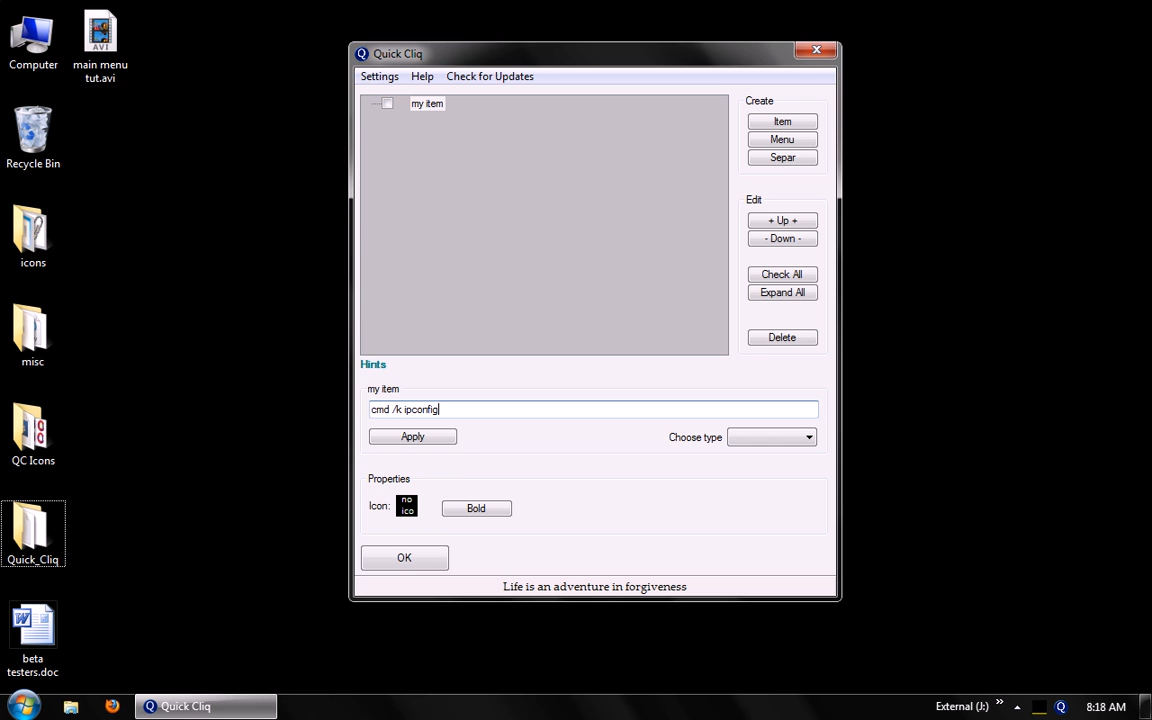 Computer
main menu
tut.avi
AVI
Recycle Bin
icons
misc
QC Icons
Quick_Cliq
beta
testers.doc
Q Quick Cliq
Settings Help Check for Updates
my item
Create
Item
Menu
Separ
Edit
+ Up +
- Down -
Check All
Expand All
Delete
Hints
my item
cmd /k ipconfig
Apply
Choose type
Properties
Icon:
no
ico
Bold
OK
Life is an adventure in forgiveness
Q Quick Cliq
External (J:)
Q
8:18 AM